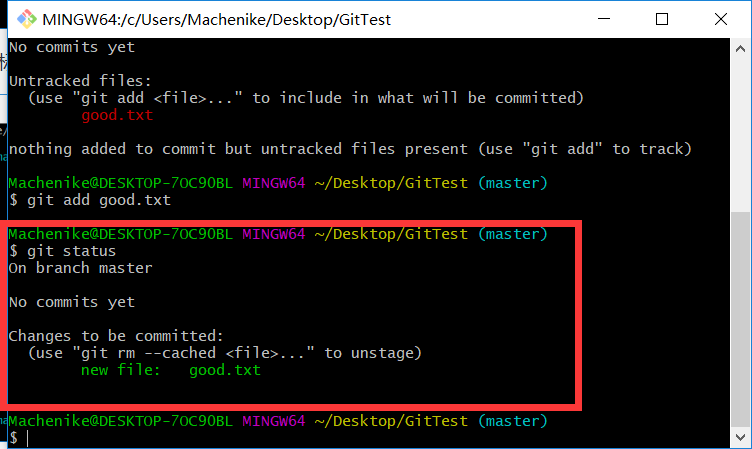 MINGW64:/c/Users/Machenike/Desktop/GitTest
No commits yet
Untracked files:
(use "git add <file>..." to include in what will be committed)
good.txt
nothing added to commit but untracked files present (use "git add" to track)
Machenike@DESKTOP-7OC9OBL MINGW64 ~/Desktop/GitTest (master)
$ git add good.txt
Machenike@DESKTOP-7OC9OBL MINGW64 ~/Desktop/GitTest (master)
$ git status
On branch master
No commits yet
Changes to be committed:
(use "git rm --cached <file>..." to unstage)
new file:   good.txt
Machenike@DESKTOP-7OC9OBL MINGW64 ~/Desktop/GitTest (master)
$